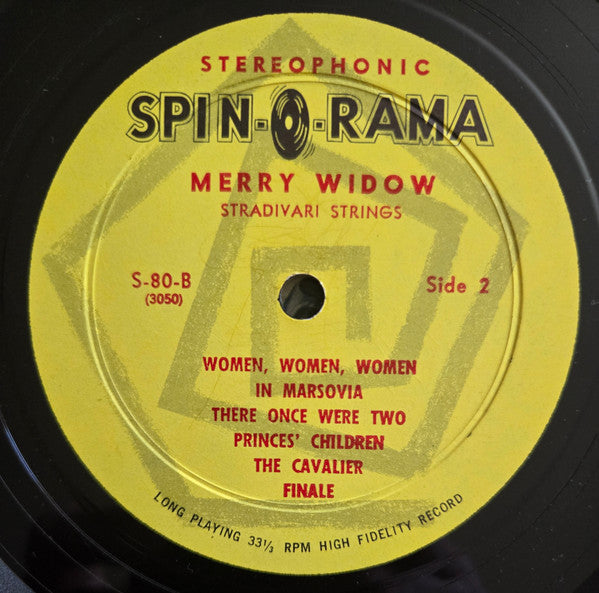 STEREOPHONIC
SPIN-O-RAMA
MERRY WIDOW
STRADIVARI STRINGS
S-80-B
(3050)
Side 2
WOMEN, WOMEN, WOMEN
IN MARSOVIA
THERE ONCE WERE TWO
PRINCES' CHILDREN
THE CAVALIER
FINALE
LONG PLAYING 33⅓ RPM HIGH FIDELITY RECORD